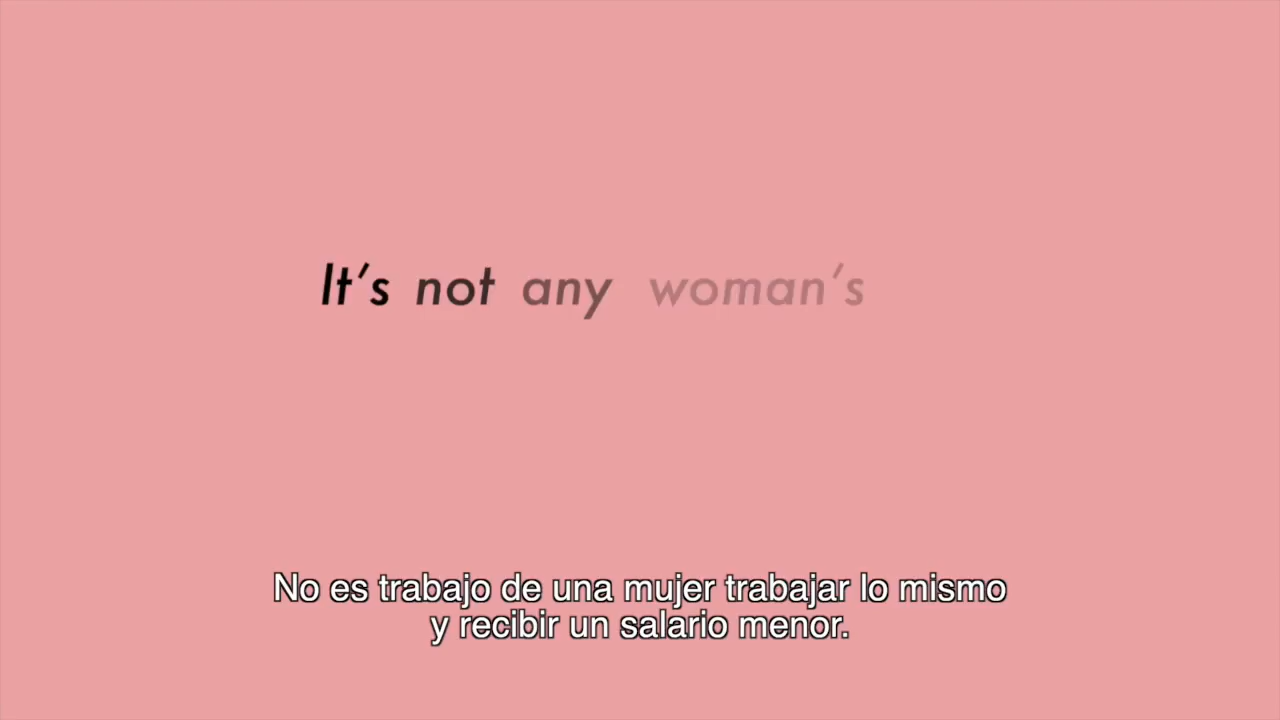 It's not any woman's
No es trabajo de una mujer trabajar lo mismo
y recibir un salario menor.